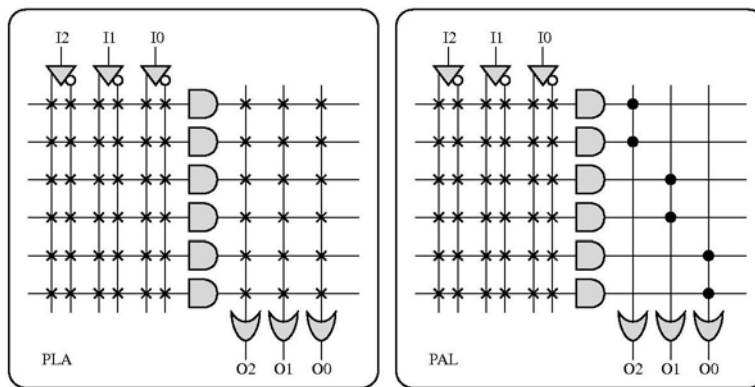 I2 I1 I0
PLA
O2 O1 O0
I2 I1 I0
PAL
O2 O1 O0